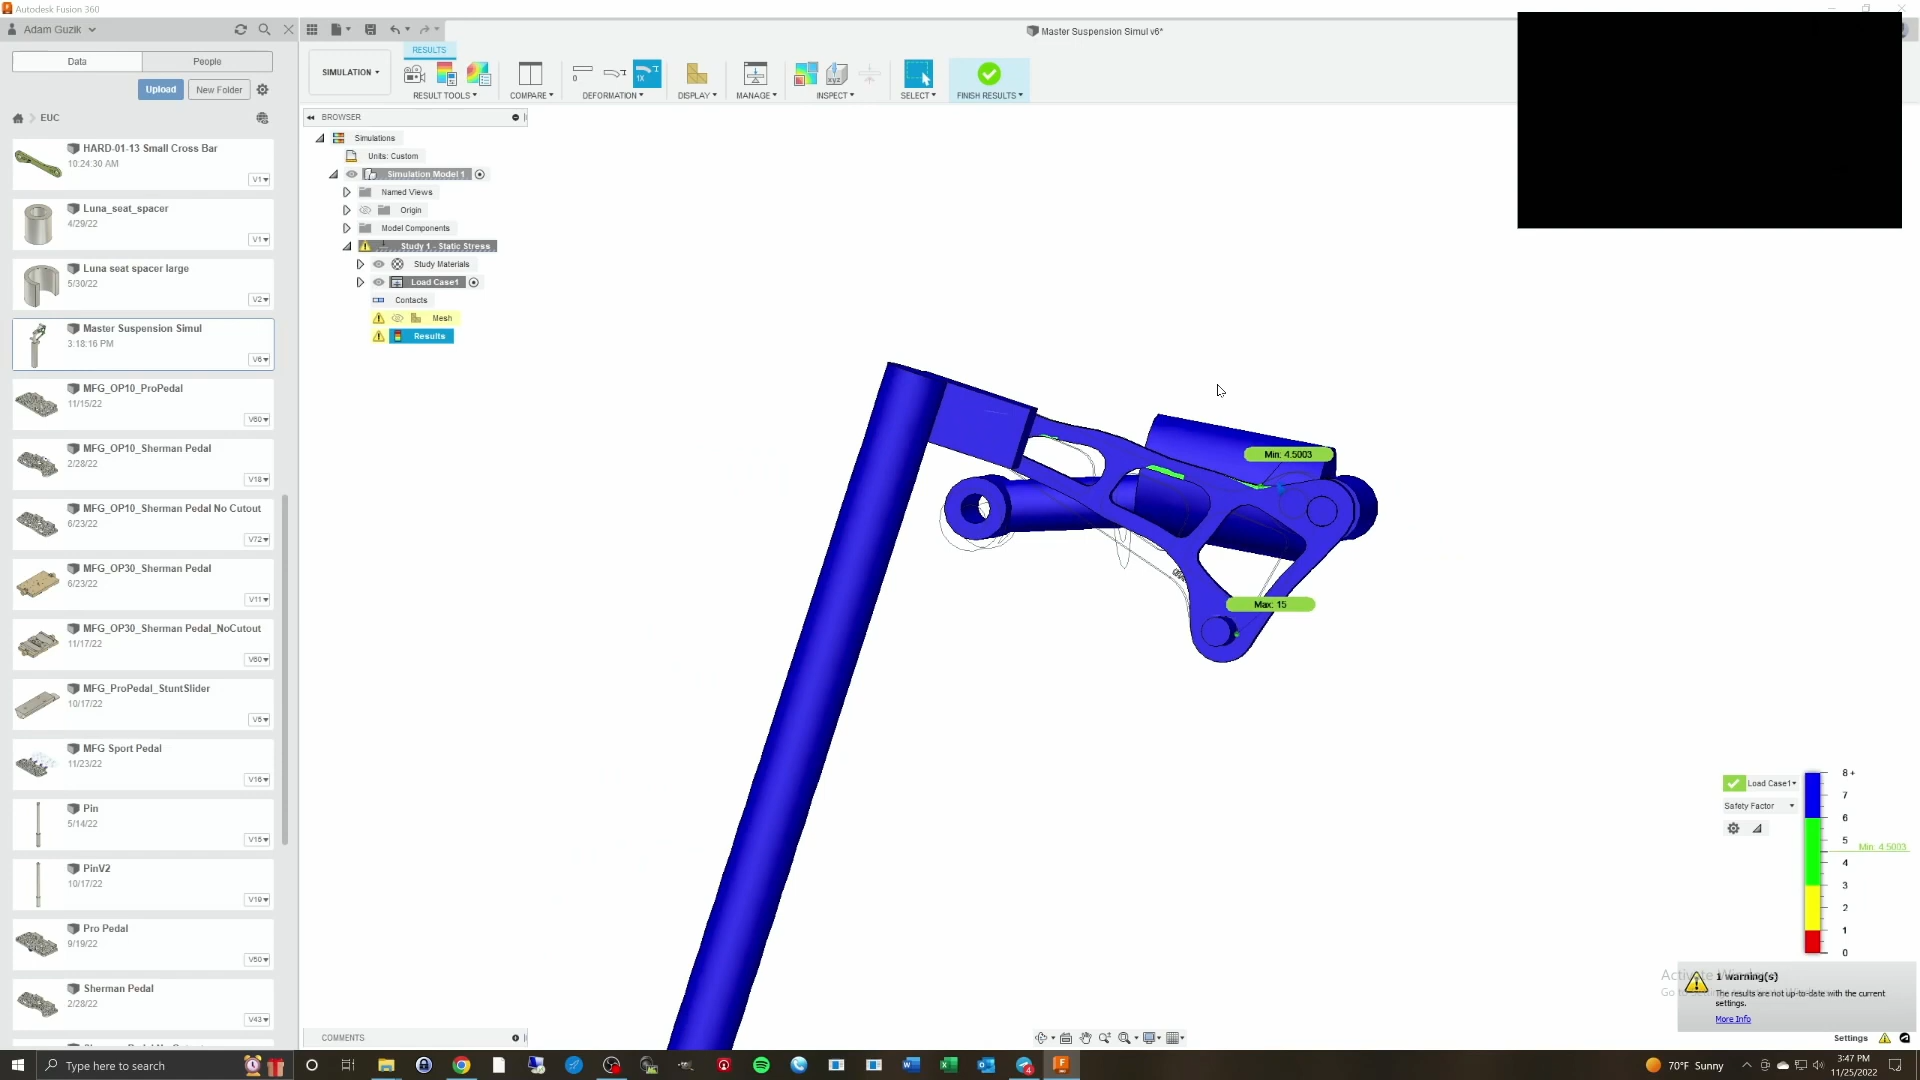 Autodesk Fusion 360
Adam Guzik
Master Suspension Simul v6*
Data
People
Upload
New Folder
EUC
HARD-01-13 Small Cross Bar
10:24:30 AM
V1
Luna_seat_spacer
4/29/22
V1
Luna seat spacer large
5/30/22
V2
Master Suspension Simul
3:18:16 PM
V6
MFG_OP10_ProPedal
11/15/22
V60
MFG_OP10_Sherman Pedal
2/28/22
V18
MFG_OP10_Sherman Pedal No Cutout
6/23/22
V72
MFG_OP30_Sherman Pedal
6/23/22
V11
MFG_OP30_Sherman Pedal_NoCutout
11/17/22
V60
MFG_ProPedal_StuntSlider
10/17/22
V5
MFG Sport Pedal
11/23/22
V16
Pin
5/14/22
V15
PinV2
10/17/22
V19
Pro Pedal
9/19/22
V50
Sherman Pedal
2/28/22
V43
RESULTS
SIMULATION
RESULT TOOLS
COMPARE
DEFORMATION
DISPLAY
MANAGE
INSPECT
SELECT
FINISH RESULTS
BROWSER
Simulations
Units: Custom
Simulation Model 1
Named Views
Origin
Model Components
Study 1 - Static Stress
Study Materials
Load Case1
Contacts
Mesh
Results
Min: 4.5003
Max: 15
Load Case1
Safety Factor
8 +
7
6
5
Min: 4.5003
4
3
2
1
0
1 warning(s)
The results are not up-to-date with the current
settings.
More Info
COMMENTS
Settings
Type here to search
70°F Sunny
3:47 PM
11/25/2022